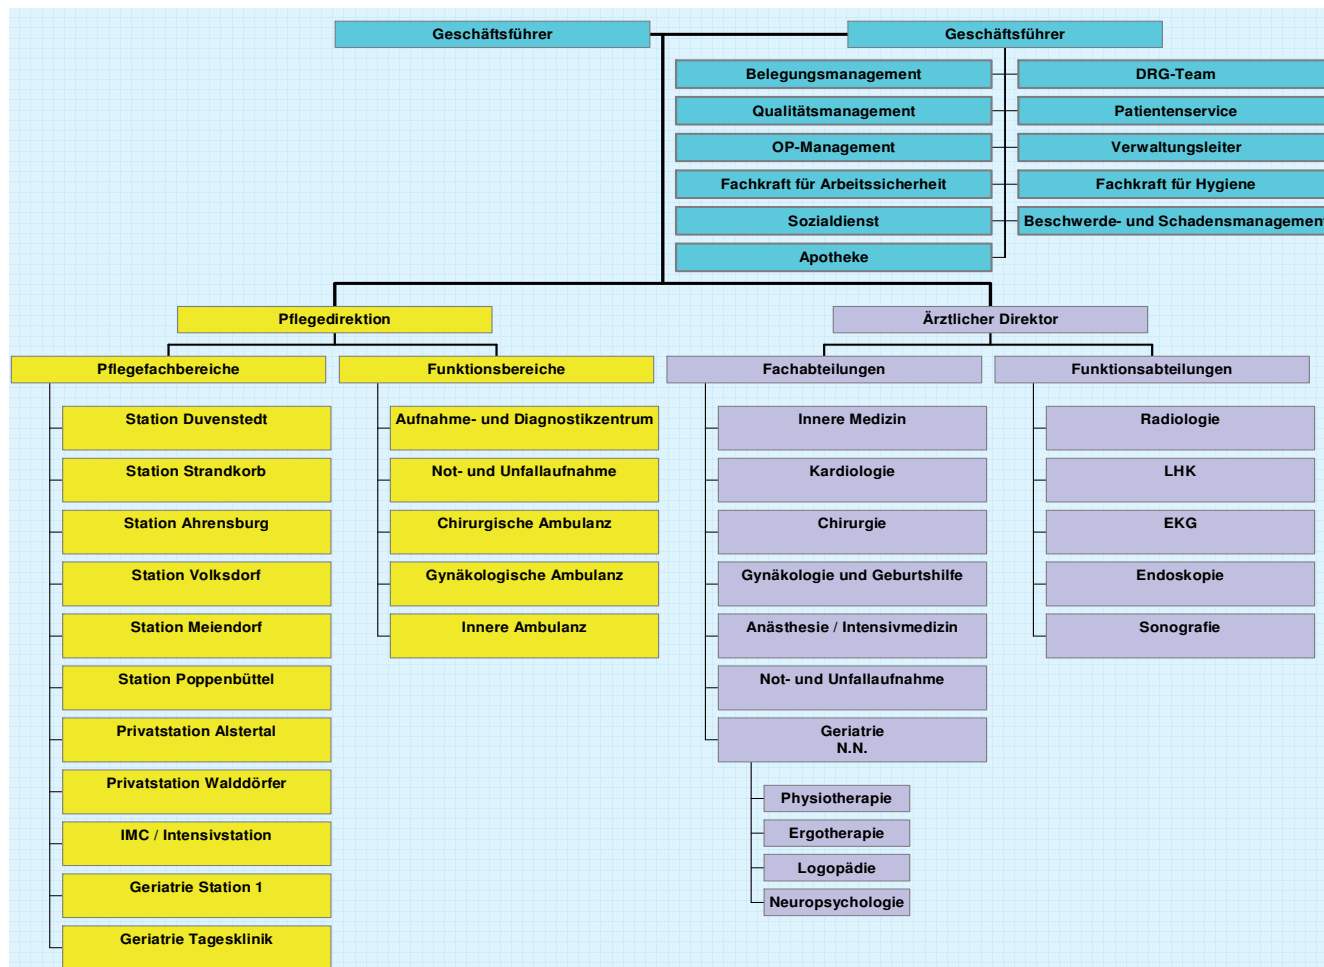 Geschäftsführer
Geschäftsführer
Belegungsmanagement
DRG-Team
Qualitätsmanagement
Patientenservice
OP-Management
Verwaltungsleiter
Fachkraft für Arbeitssicherheit
Fachkraft für Hygiene
Sozialdienst
Beschwerde- und Schadensmanagement
Apotheke
Pflegedirektion
Ärztlicher Direktor
Pflegefachbereiche
Funktionsbereiche
Fachabteilungen
Funktionsabteilungen
Station Duvenstedt
Station Strandkorb
Station Ahrensburg
Station Volksdorf
Station Meiendorf
Station Poppenbüttel
Privatstation Alstertal
Privatstation Walddörfer
IMC / Intensivstation
Geriatrie Station 1
Geriatrie Tagesklinik
Aufnahme- und Diagnostikzentrum
Not- und Unfallaufnahme
Chirurgische Ambulanz
Gynäkologische Ambulanz
Innere Ambulanz
Innere Medizin
Kardiologie
Chirurgie
Gynäkologie und Geburtshilfe
Anästhesie / Intensivmedizin
Not- und Unfallaufnahme
Geriatrie
N.N.
Physiotherapie
Ergotherapie
Logopädie
Neuropsychologie
Radiologie
LHK
EKG
Endoskopie
Sonografie